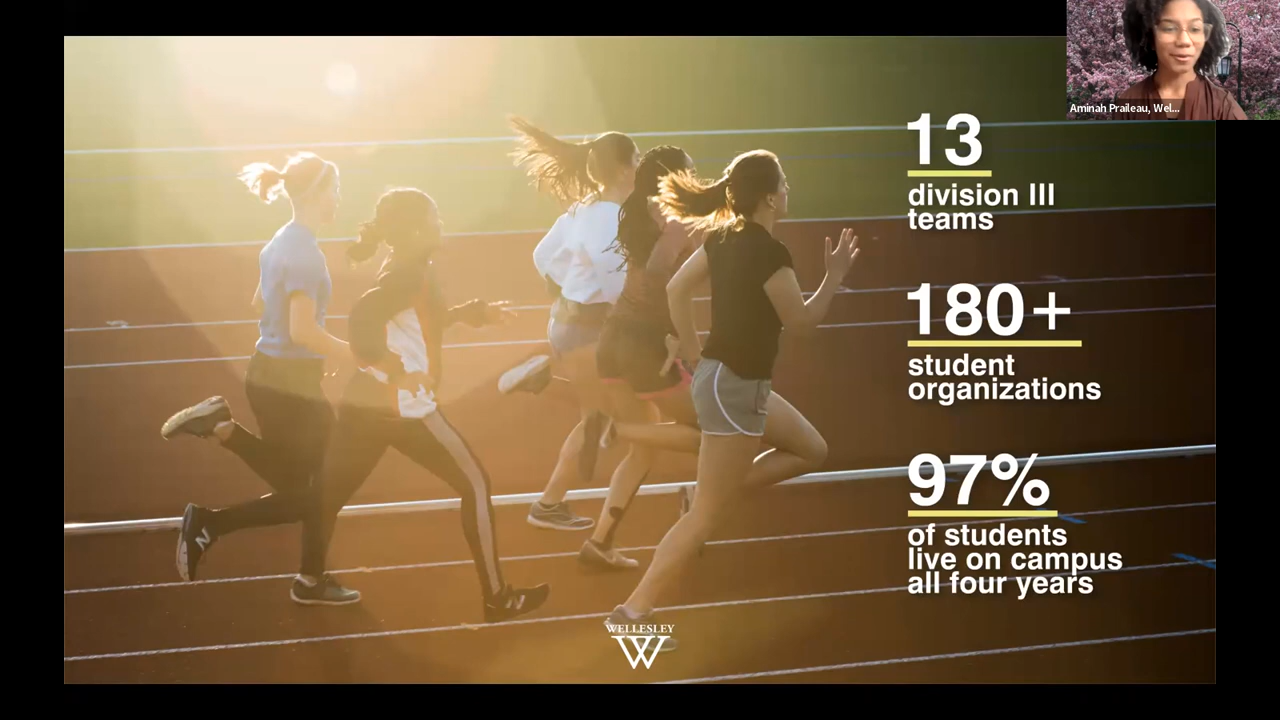 Aminah Praileau, Wel...
13
division III
teams
180+
student
organizations
97%
of students
live on campus
all four years
WELLESLEY
W
N
N